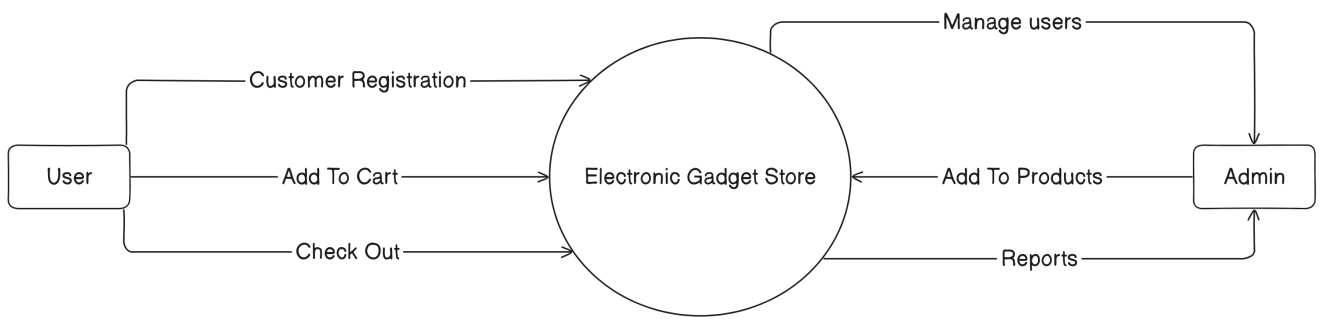 Manage users
Customer Registration
User
Add To Cart
Electronic Gadget Store
Add To Products
Admin
Check Out
Reports